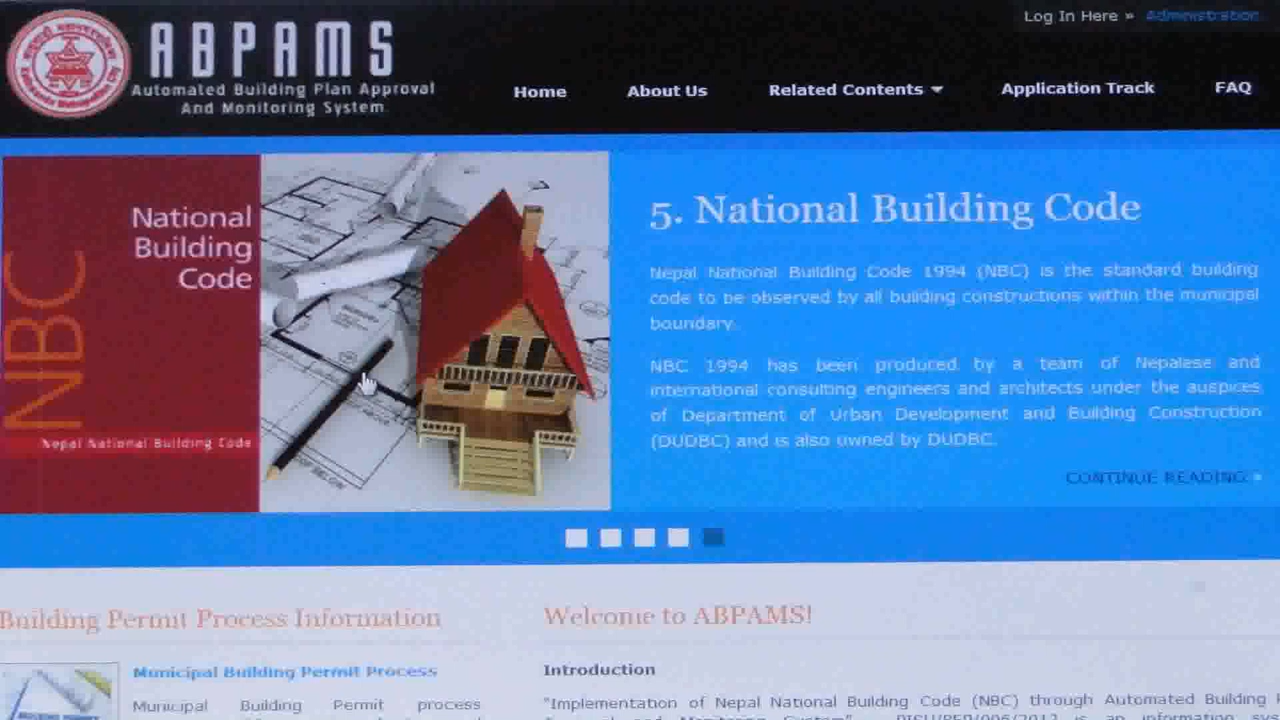 Log In Here » Administration
ABPAMS
Automated Building Plan Approval
And Monitoring System
Home About Us Related Contents Application Track FAQ
National
Building
Code
NBC
Nepal National Building Code
5. National Building Code
Nepal National Building Code 1994 (NBC) is the standard building
code to be observed by all building constructions within the municipal
boundary.
NBC 1994 has been produced by a team of Nepalese and
international consulting engineers and architects under the auspices
of Department of Urban Development and Building Construction
(DUDBC) and is also owned by DUDBC.
CONTINUE READING »
Building Permit Process Information
Municipal Building Permit Process
Municipal Building Permit process
Welcome to ABPAMS!
Introduction
"Implementation of Nepal National Building Code (NBC) through Automated Building